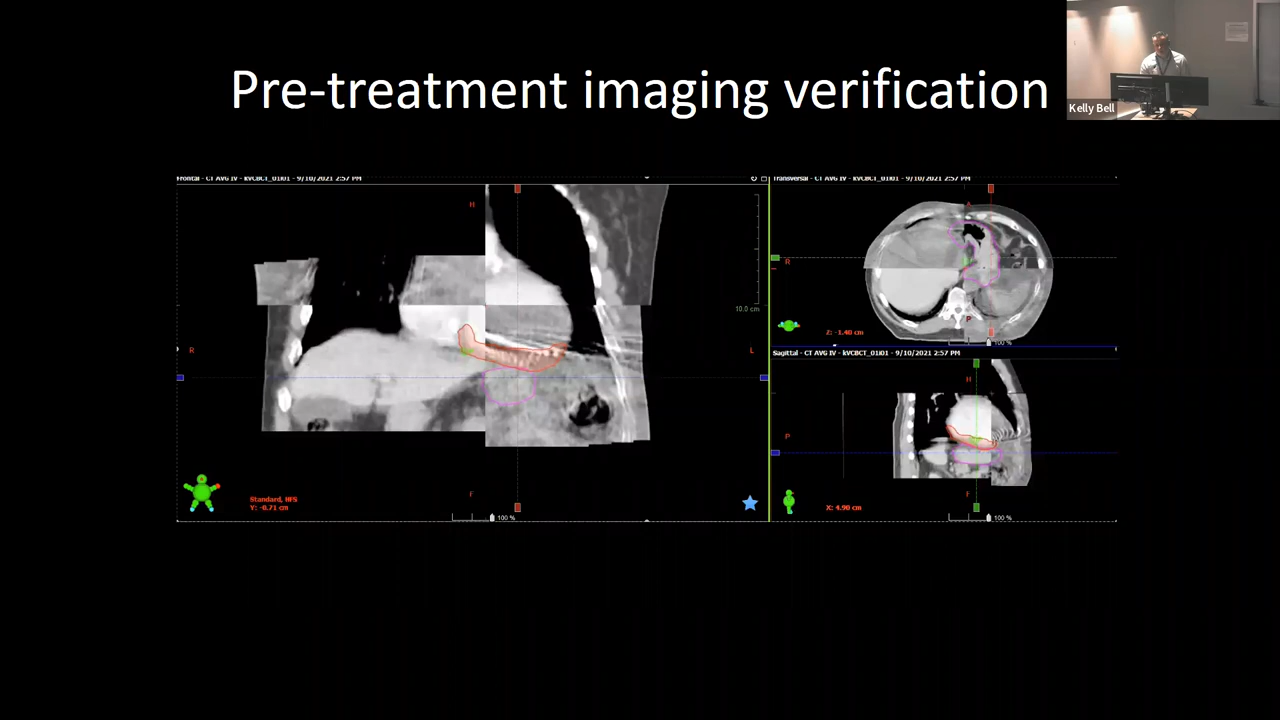 Pre-treatment imaging verification
Kelly Bell
Frontal - CT AVG IV - kVCBCT_01i01 - 9/10/2021 2:57 PM
Transversal - CT AVG IV - kVCBCT_01i01 - 9/10/2021 2:57 PM
H
A
R
10.0 cm
P
Z: -1.40 cm
100 %
R
L
Sagittal - CT AVG IV - kVCBCT_01i01 - 9/10/2021 2:57 PM
H
P
F
Standard, HFS
Y: -0.71 cm
F
X: 4.90 cm
100 %
100 %